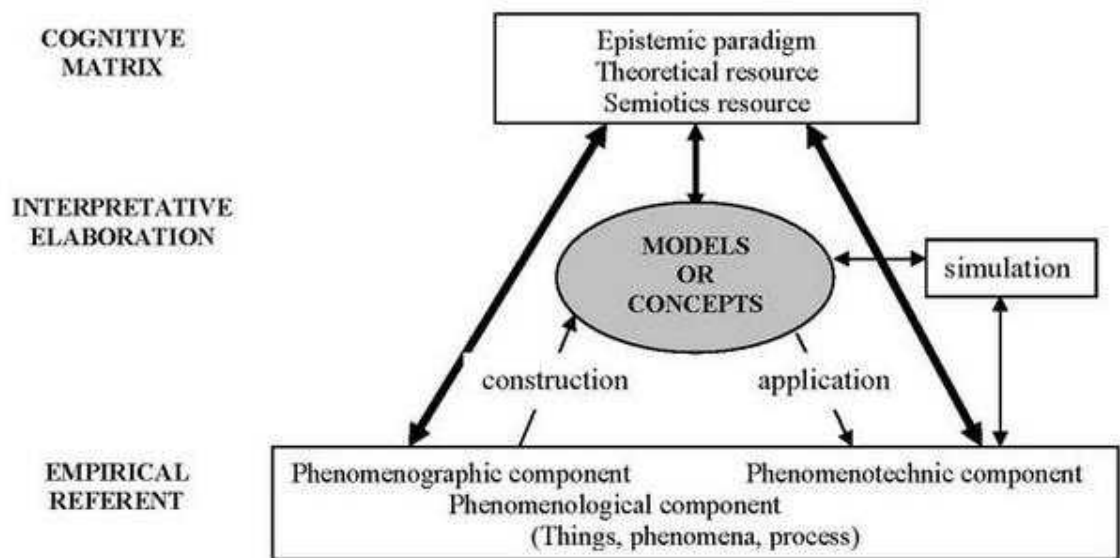 COGNITIVE
MATRIX
Epistemic paradigm
Theoretical resource
Semiotics resource
INTERPRETATIVE
ELABORATION
MODELS
OR
CONCEPTS
simulation
construction
application
EMPIRICAL
REFERENT
Phenomenographic component
Phenomenotechnic component
Phenomenological component
(Things, phenomena, process)